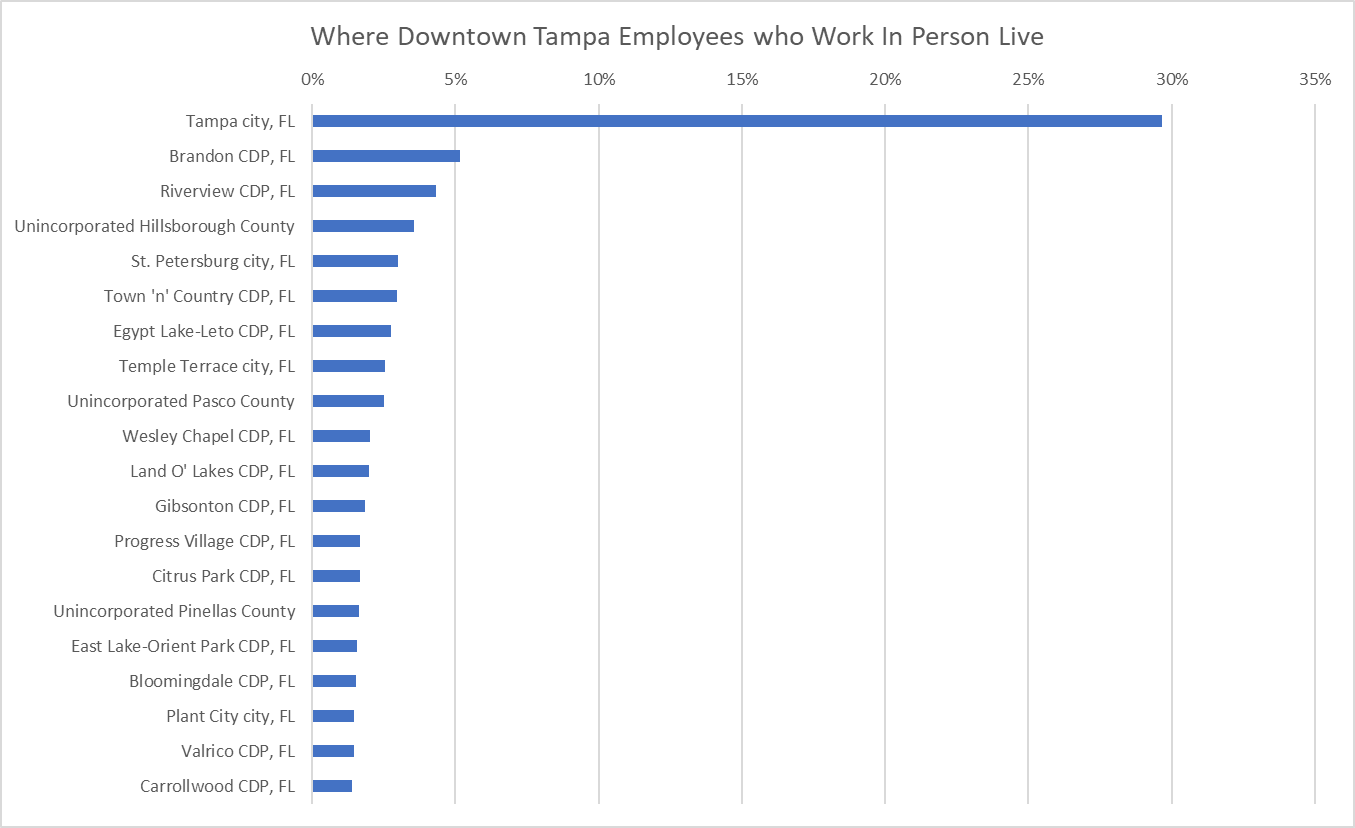 Where Downtown Tampa Employees who Work In Person Live
0% 5% 10% 15% 20% 25% 30% 35%
Tampa city, FL
Brandon CDP, FL
Riverview CDP, FL
Unincorporated Hillsborough County
St. Petersburg city, FL
Town 'n' Country CDP, FL
Egypt Lake-Leto CDP, FL
Temple Terrace city, FL
Unincorporated Pasco County
Wesley Chapel CDP, FL
Land O' Lakes CDP, FL
Gibsonton CDP, FL
Progress Village CDP, FL
Citrus Park CDP, FL
Unincorporated Pinellas County
East Lake-Orient Park CDP, FL
Bloomingdale CDP, FL
Plant City city, FL
Valrico CDP, FL
Carrollwood CDP, FL